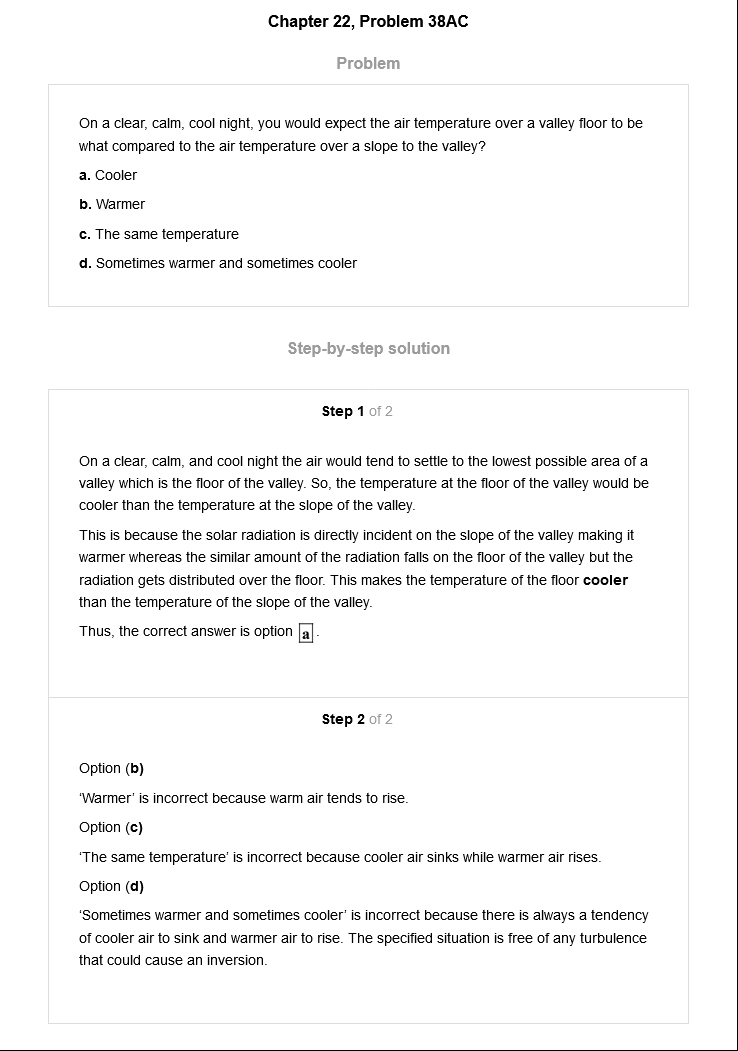 Chapter 22, Problem 38AC
Problem
On a clear, calm, cool night, you would expect the air temperature over a valley floor to be
what compared to the air temperature over a slope to the valley?
a. Cooler
b. Warmer
c. The same temperature
d. Sometimes warmer and sometimes cooler
Step-by-step solution
Step 1 of 2
On a clear, calm, and cool night the air would tend to settle to the lowest possible area of a
valley which is the floor of the valley. So, the temperature at the floor of the valley would be
cooler than the temperature at the slope of the valley.
This is because the solar radiation is directly incident on the slope of the valley making it
warmer whereas the similar amount of the radiation falls on the floor of the valley but the
radiation gets distributed over the floor. This makes the temperature of the floor cooler
than the temperature of the slope of the valley.
Thus, the correct answer is option a.
Step 2 of 2
Option (b)
‘Warmer’ is incorrect because warm air tends to rise.
Option (c)
‘The same temperature’ is incorrect because cooler air sinks while warmer air rises.
Option (d)
‘Sometimes warmer and sometimes cooler’ is incorrect because there is always a tendency
of cooler air to sink and warmer air to rise. The specified situation is free of any turbulence
that could cause an inversion.